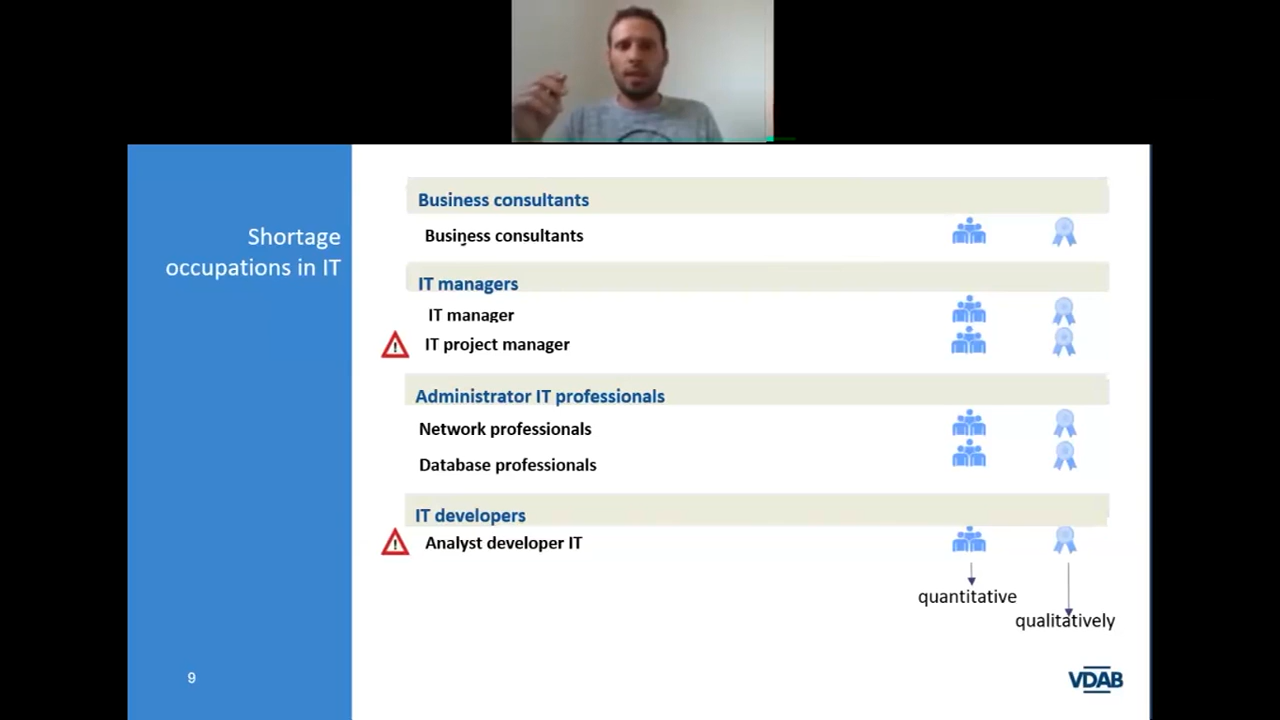 Shortage
occupations in IT
Business consultants
Business consultants
IT managers
IT manager
IT project manager
Administrator IT professionals
Network professionals
Database professionals
IT developers
Analyst developer IT
quantitative
qualitatively
9
VDAB